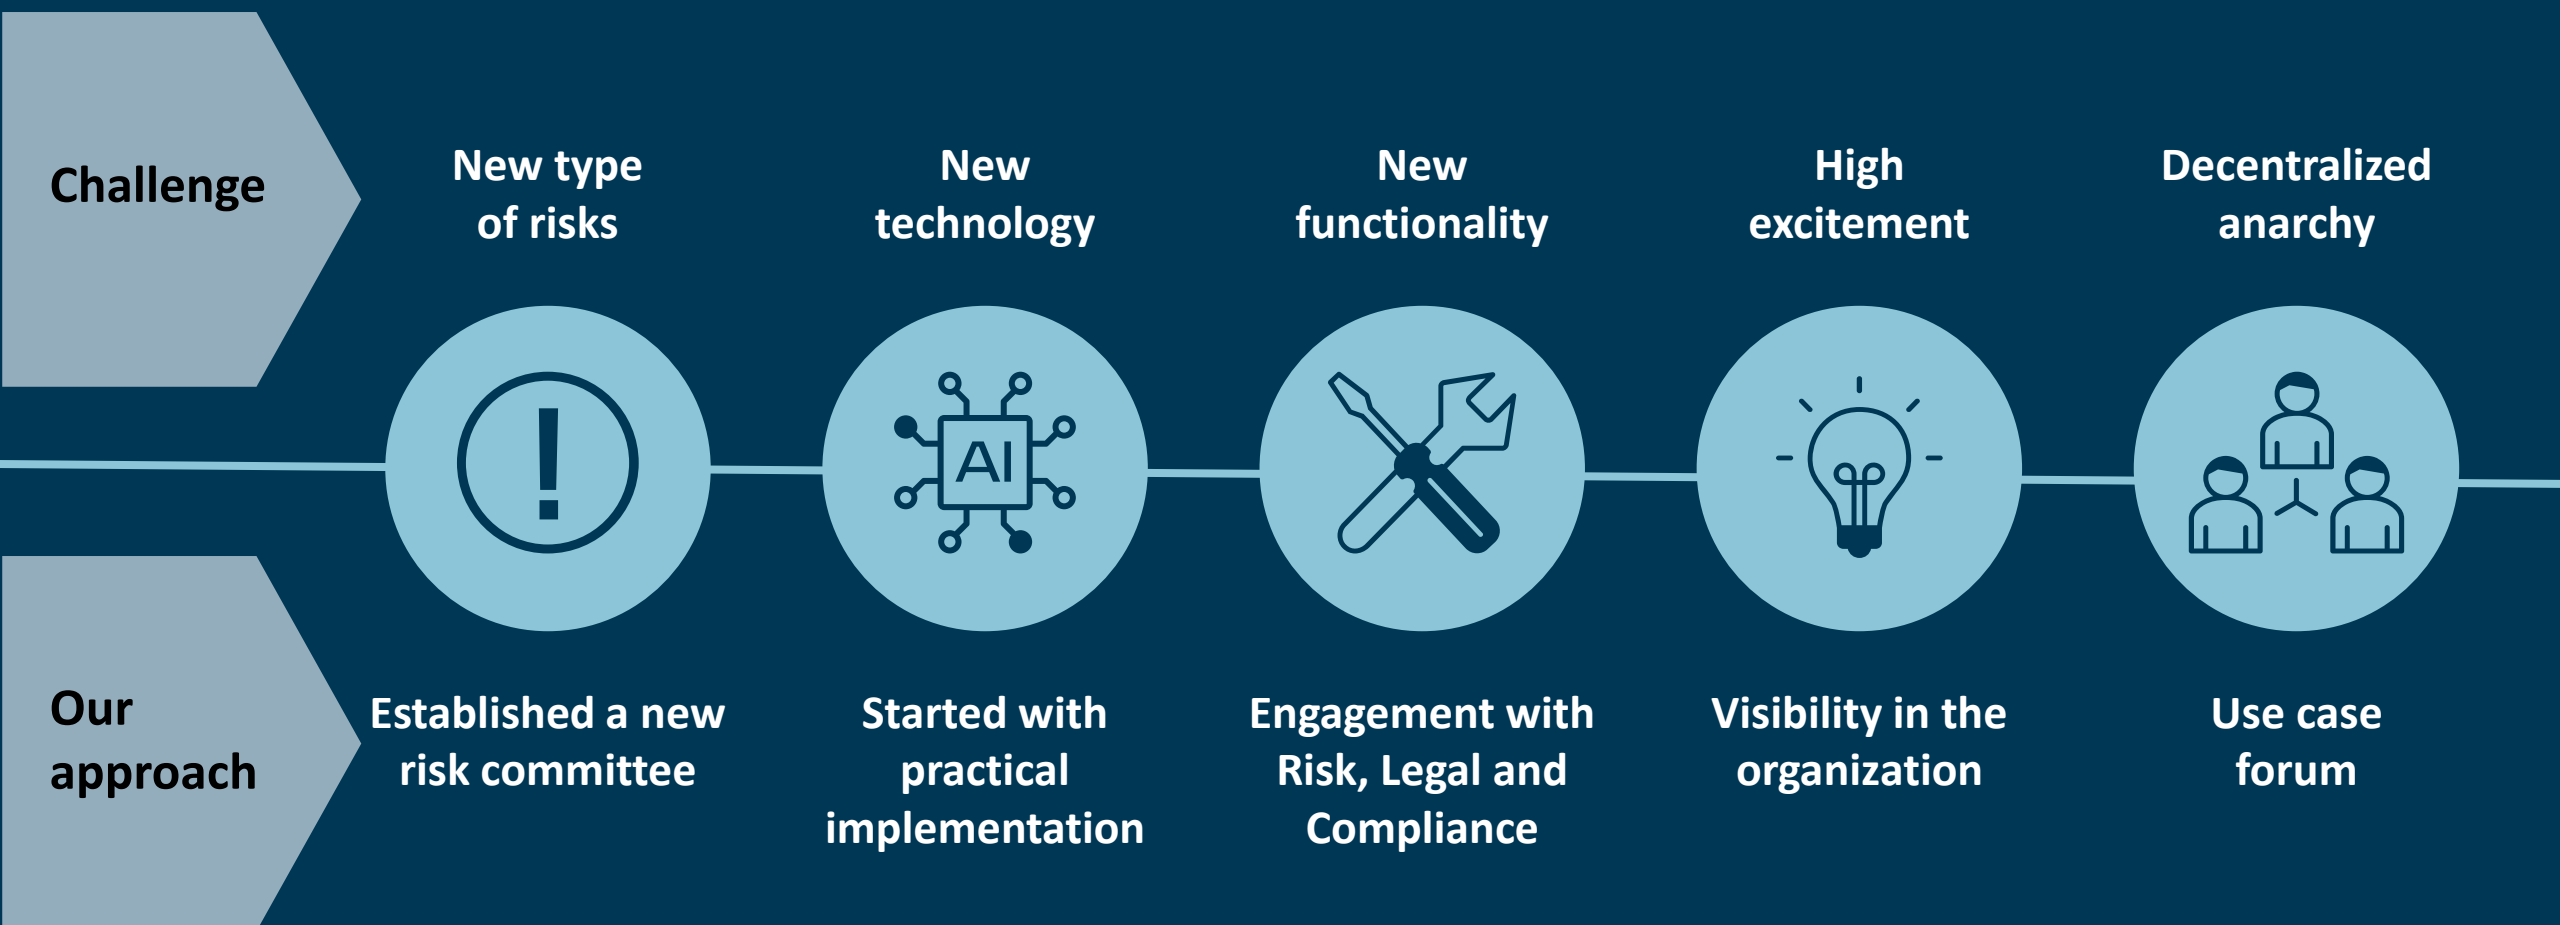 Challenge
New type
of risks
New
technology
New
functionality
High
excitement
Decentralized
anarchy
!
AI
Our
approach
Established a new
risk committee
Started with
practical
implementation
Engagement with
Risk, Legal and
Compliance
Visibility in the
organization
Use case
forum